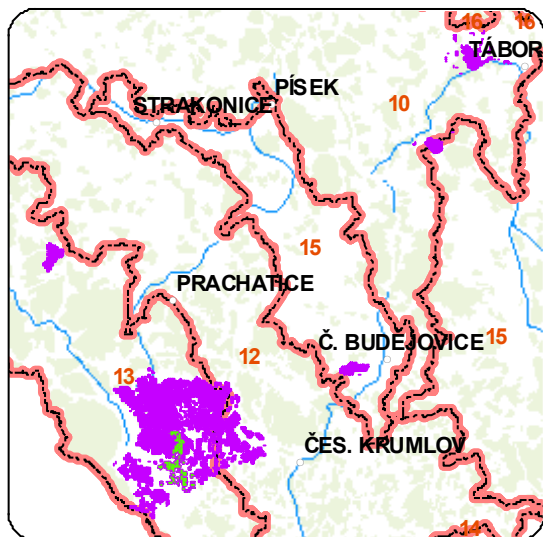 16
16
TÁBOR
PÍSEK
STRAKONICE
10
15
PRACHATICE
Č. BUDĚJOVICE
15
12
13
ČES. KRUMLOV
14